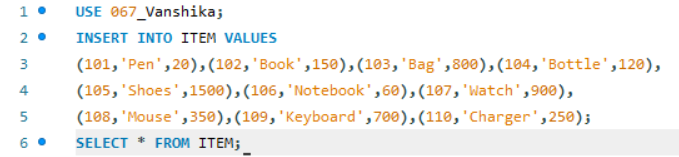 1 USE 067_Vanshika;
2 INSERT INTO ITEM VALUES
3 (101,'Pen',20),(102,'Book',150),(103,'Bag',800),(104,'Bottle',120),
4 (105,'Shoes',1500),(106,'Notebook',60),(107,'Watch',900),
5 (108,'Mouse',350),(109,'Keyboard',700),(110,'Charger',250);
6 SELECT * FROM ITEM;